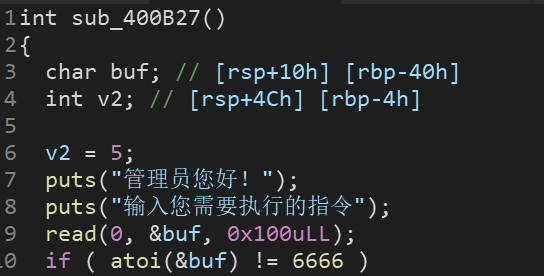 1 int sub_400B27()
2 {
3   char buf; // [rsp+10h] [rbp-40h]
4   int v2; // [rsp+4Ch] [rbp-4h]
5
6   v2 = 5;
7   puts("管理员您好！");
8   puts("输入您需要执行的指令");
9   read(0, &buf, 0x100uLL);
10   if ( atoi(&buf) != 6666 )